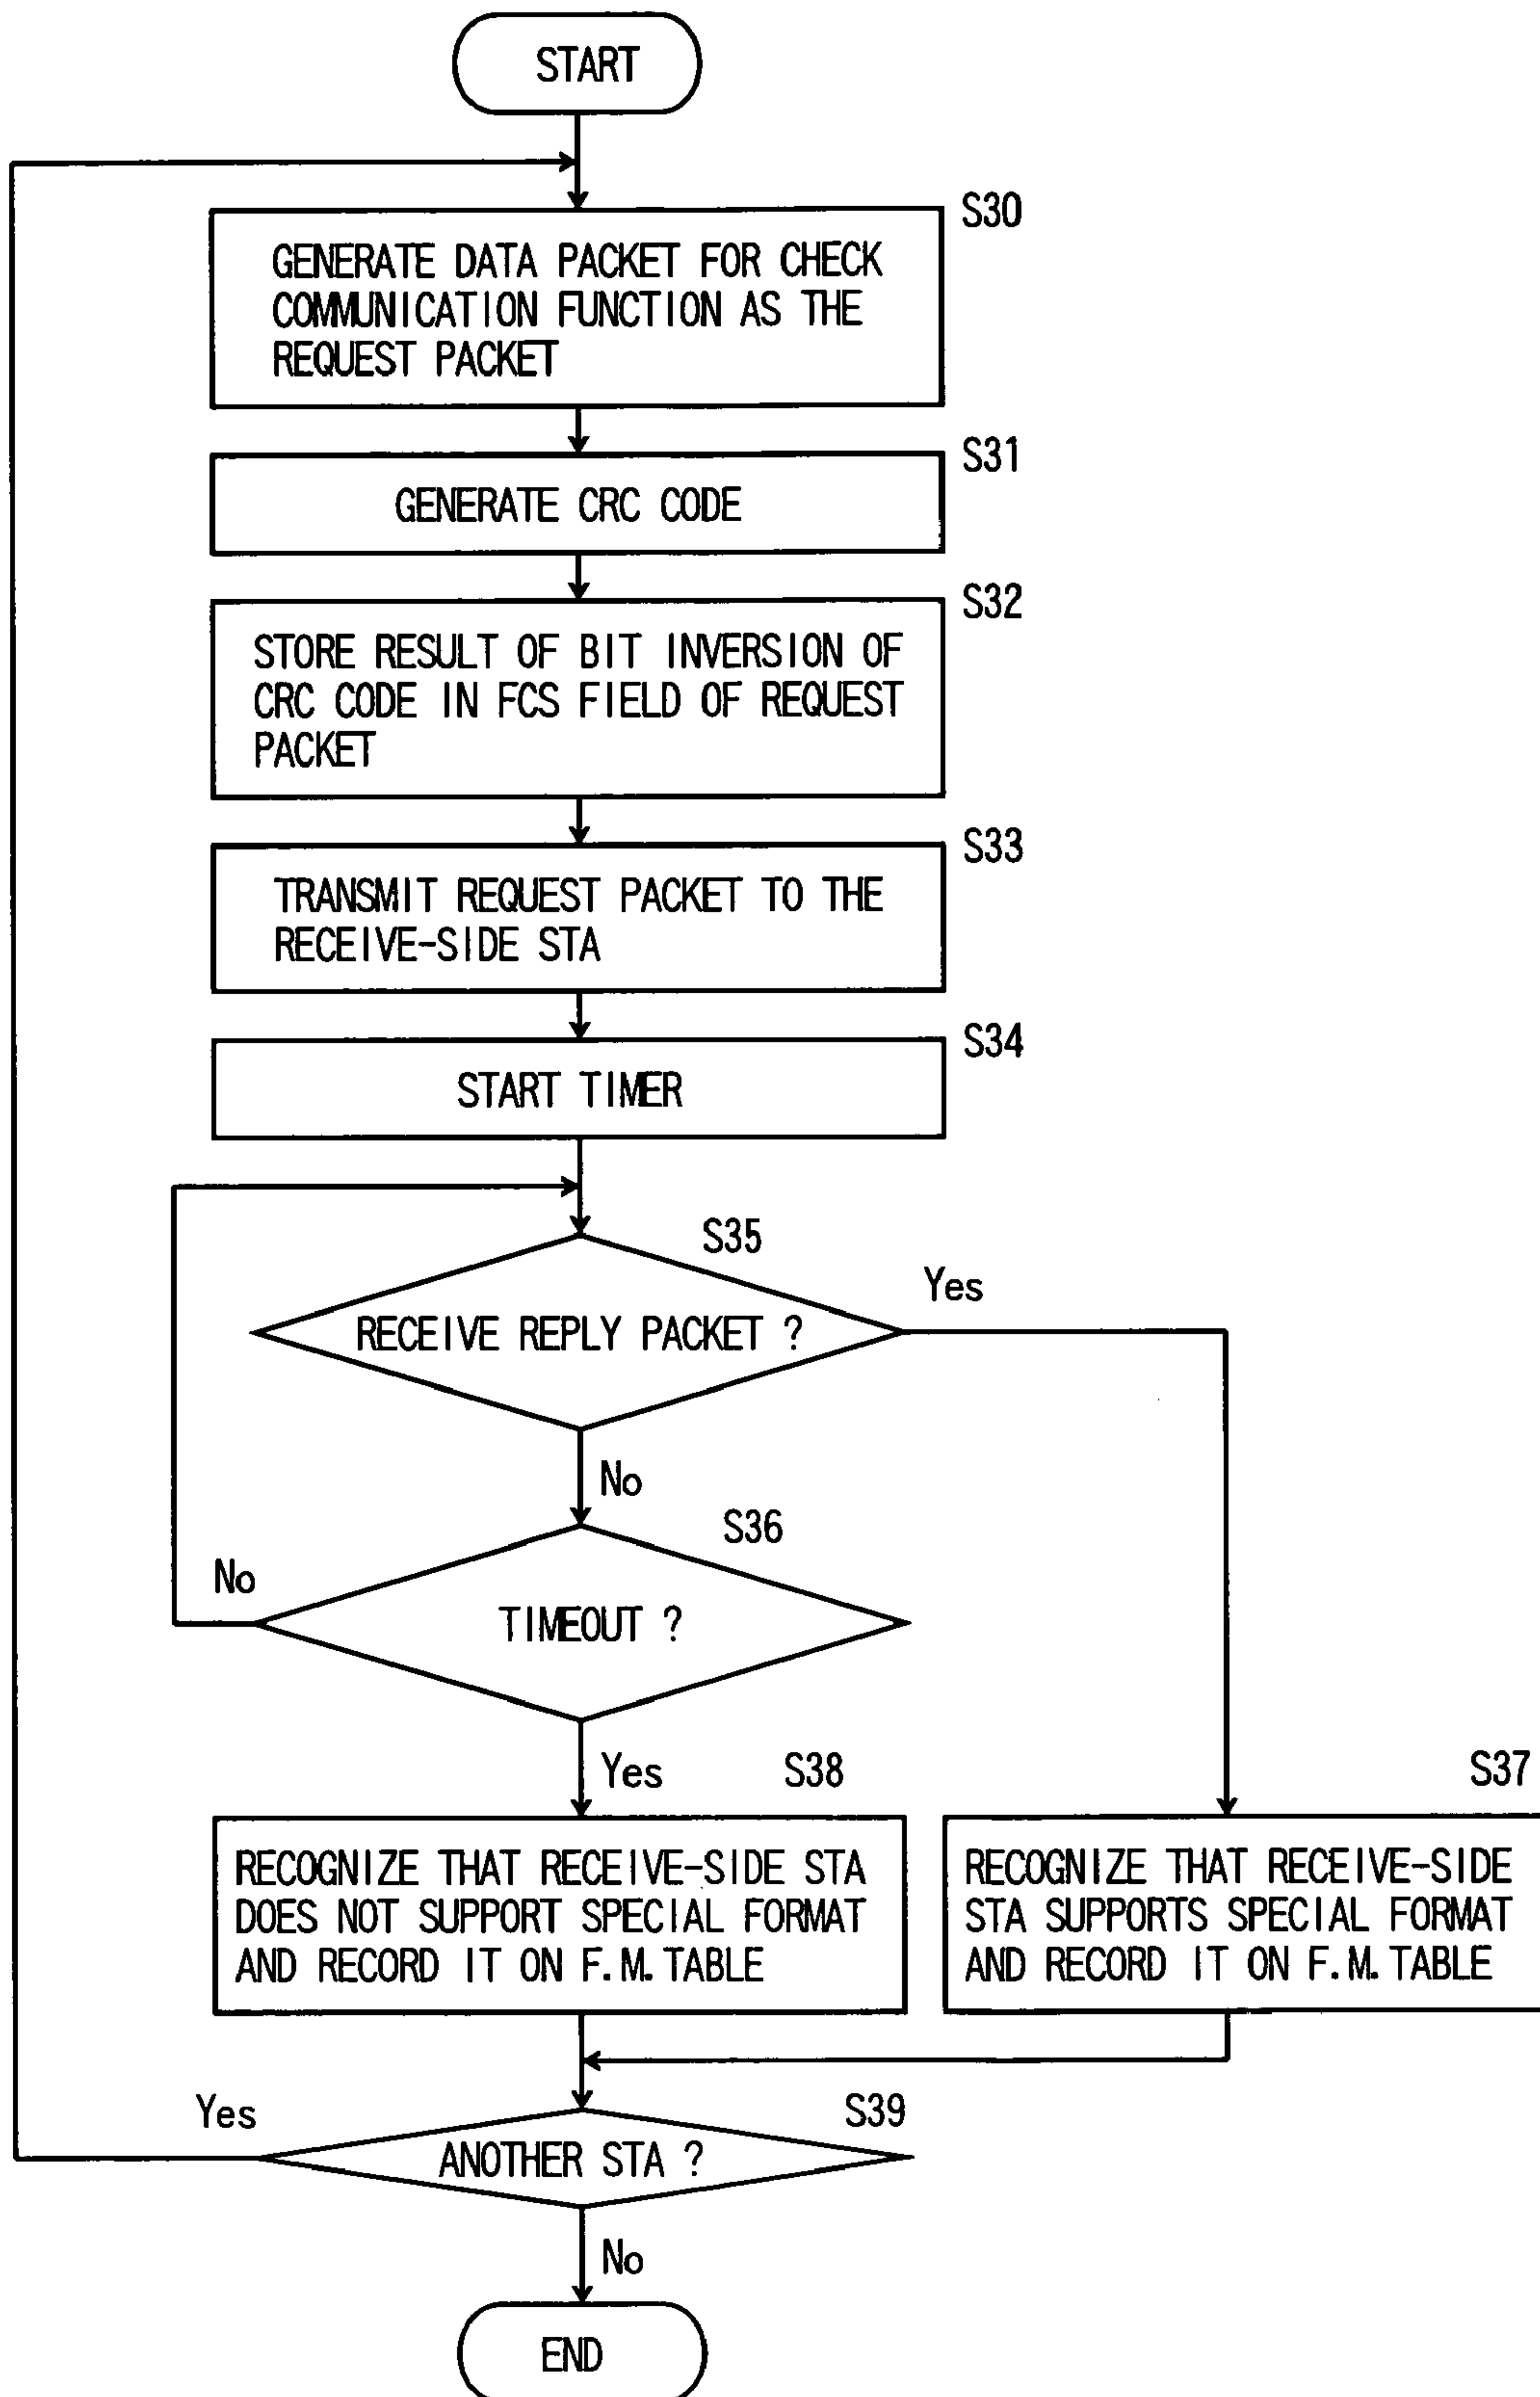 START
S30
GENERATE DATA PACKET FOR CHECK
COMMUNICATION FUNCTION AS THE
REQUEST PACKET
S31
GENERATE CRC CODE
S32
STORE RESULT OF BIT INVERSION OF
CRC CODE IN FCS FIELD OF REQUEST
PACKET
S33
TRANSMIT REQUEST PACKET TO THE
RECEIVE-SIDE STA
S34
START TIMER
S35
Yes
RECEIVE REPLY PACKET ?
No
S36
No
TIMEOUT ?
Yes
S38
RECOGNIZE THAT RECEIVE-SIDE STA
DOES NOT SUPPORT SPECIAL FORMAT
AND RECORD IT ON F.M.TABLE
S37
RECOGNIZE THAT RECEIVE-SIDE
STA SUPPORTS SPECIAL FORMAT
AND RECORD IT ON F.M.TABLE
Yes
S39
ANOTHER STA ?
No
END